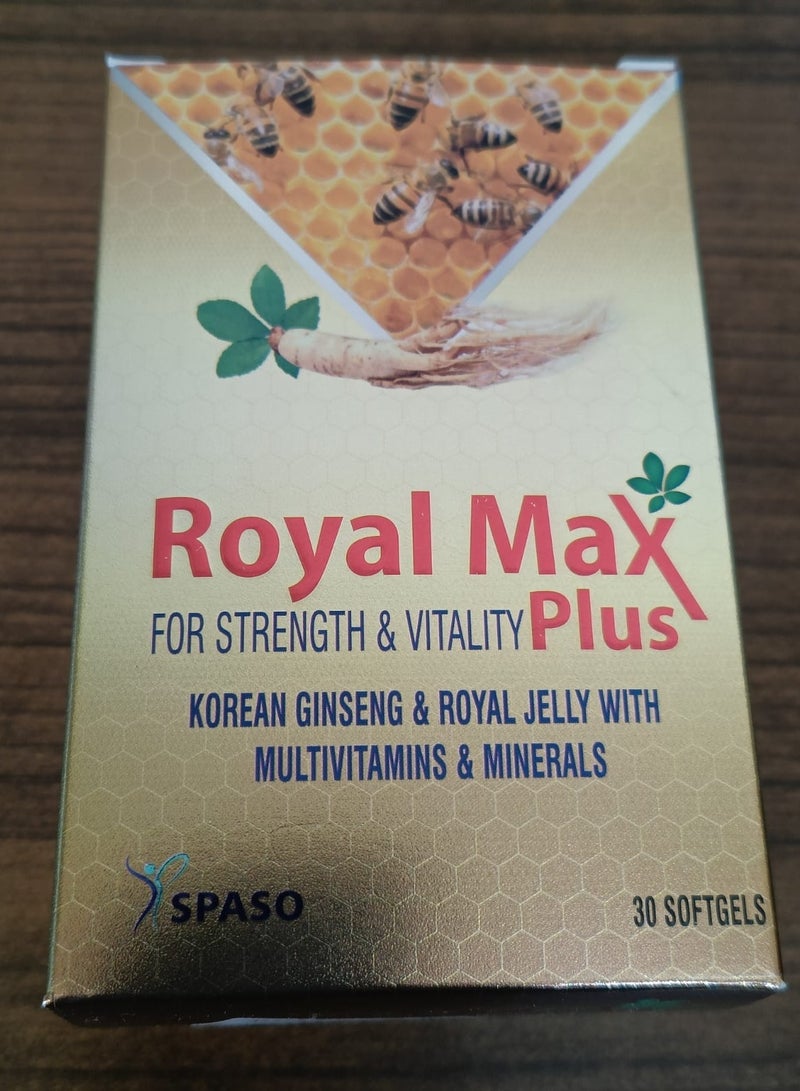 Royal Max
FOR STRENGTH & VITALITY Plus
KOREAN GINSENG & ROYAL JELLY WITH
MULTIVITAMINS & MINERALS
SPASO
30 SOFTGELS